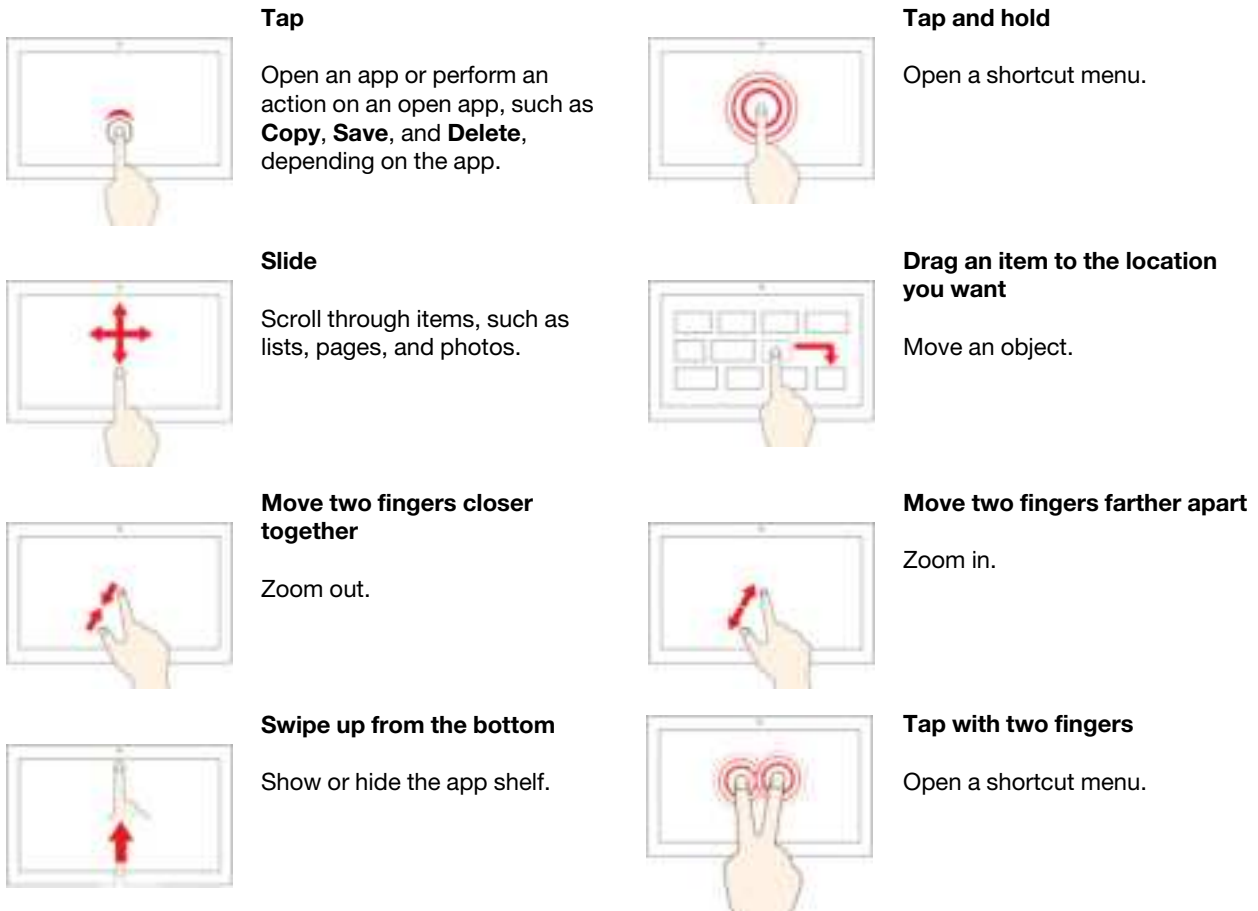 Tap
Open an app or perform an
action on an open app, such as
Copy, Save, and Delete,
depending on the app.
Tap and hold
Open a shortcut menu.
Slide
Scroll through items, such as
lists, pages, and photos.
Drag an item to the location
you want
Move an object.
Move two fingers closer
together
Zoom out.
Move two fingers farther apart
Zoom in.
Swipe up from the bottom
Show or hide the app shelf.
Tap with two fingers
Open a shortcut menu.